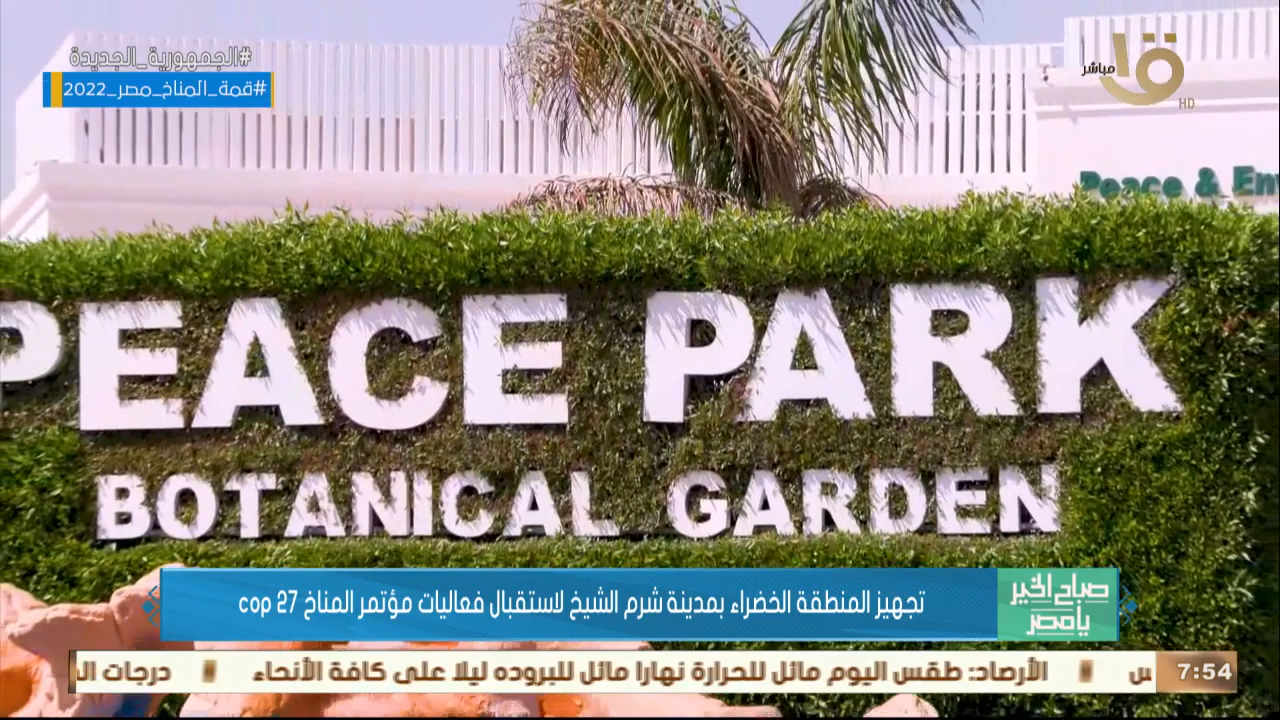 #الجمهورية_الجديدة
#قمة_المناخ_مصر_2022
مباشر
HD
Peace &
PEACE PARK
BOTANICAL GARDEN
صباح الخير
يا مصر
تجهيز المنطقة الخضراء بمدينة شرم الشيخ لاستقبال فعاليات مؤتمر المناخ cop 27
7:54
الأرصاد: طقس اليوم مائل للحرارة نهارا مائل للبروده ليلا على كافة الأنحاء
درجات